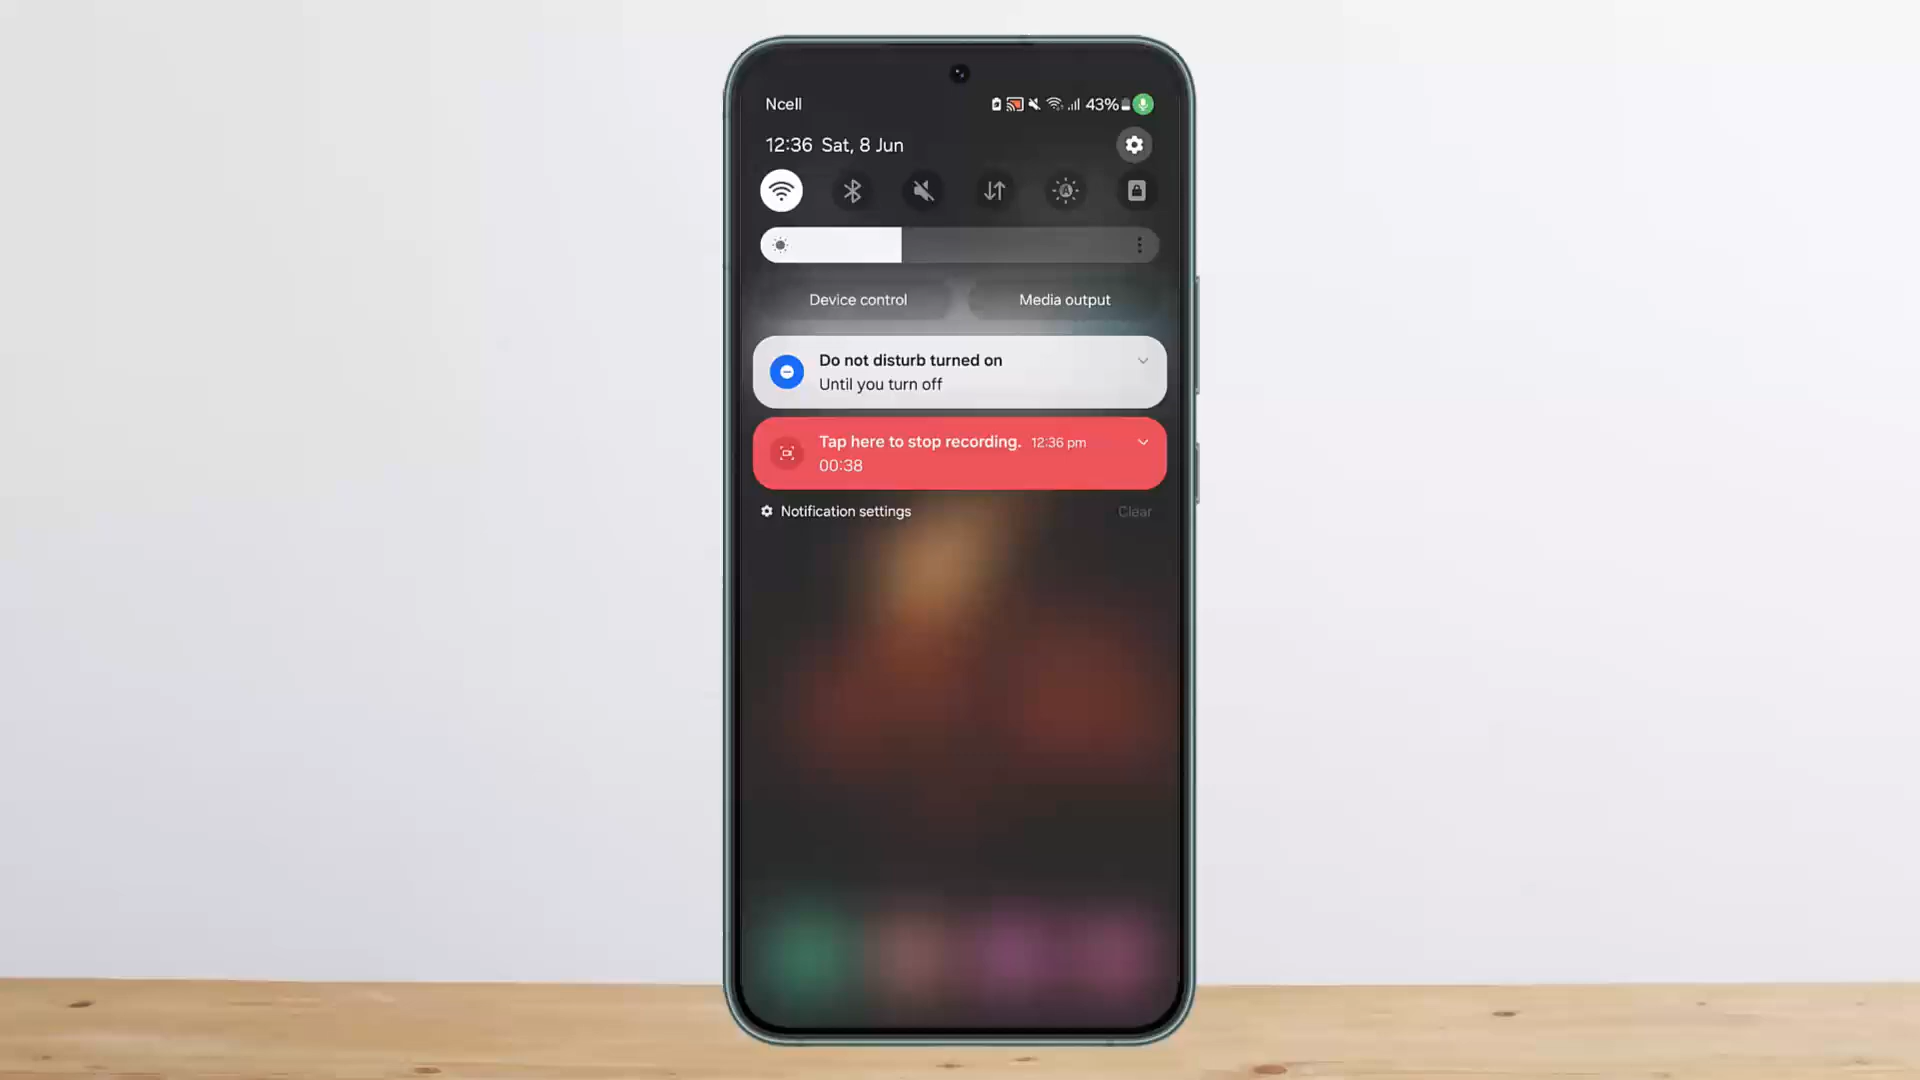 Ncell 43%
12:36 Sat, 8 Jun
Device control Media output
Do not disturb turned on
Until you turn off
Tap here to stop recording. 12:36 pm
00:38
Notification settings Clear